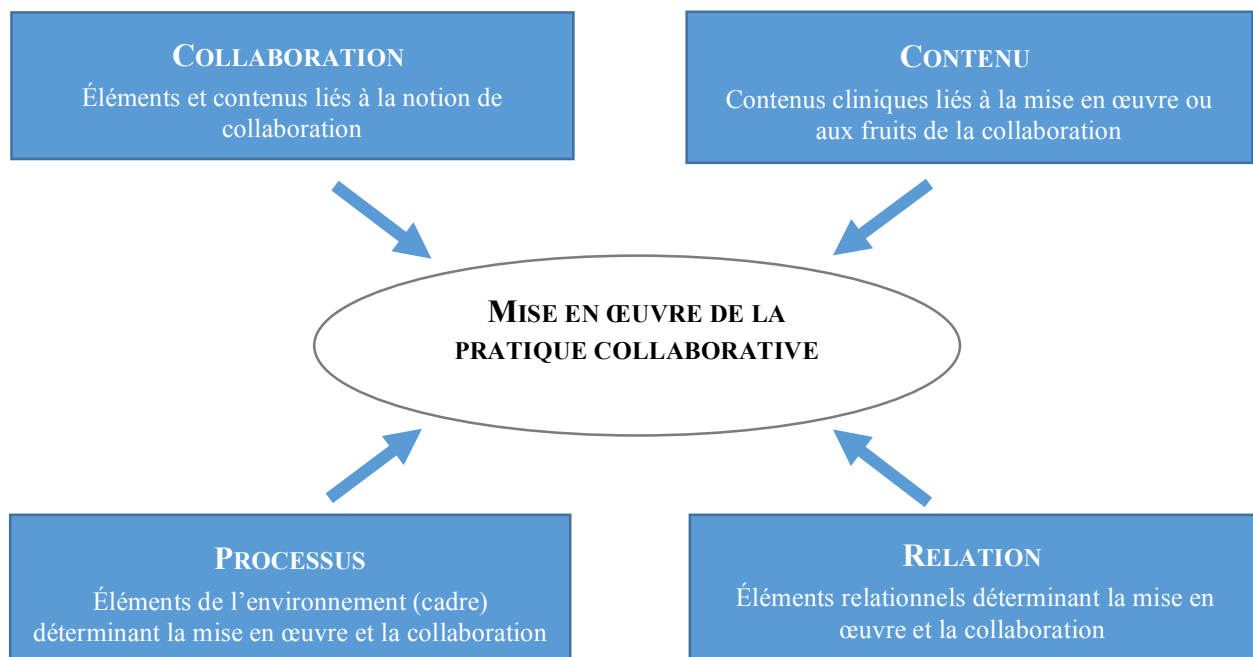 COLLABORATION
Éléments et contenus liés à la notion de
collaboration
CONTENU
Contenus cliniques liés à la mise en œuvre ou
aux fruits de la collaboration
MISE EN ŒUVRE DE LA
PRATIQUE COLLABORATIVE
PROCESSUS
Éléments de l’environnement (cadre)
déterminant la mise en œuvre et la collaboration
RELATION
Éléments relationnels déterminant la mise en
œuvre et la collaboration